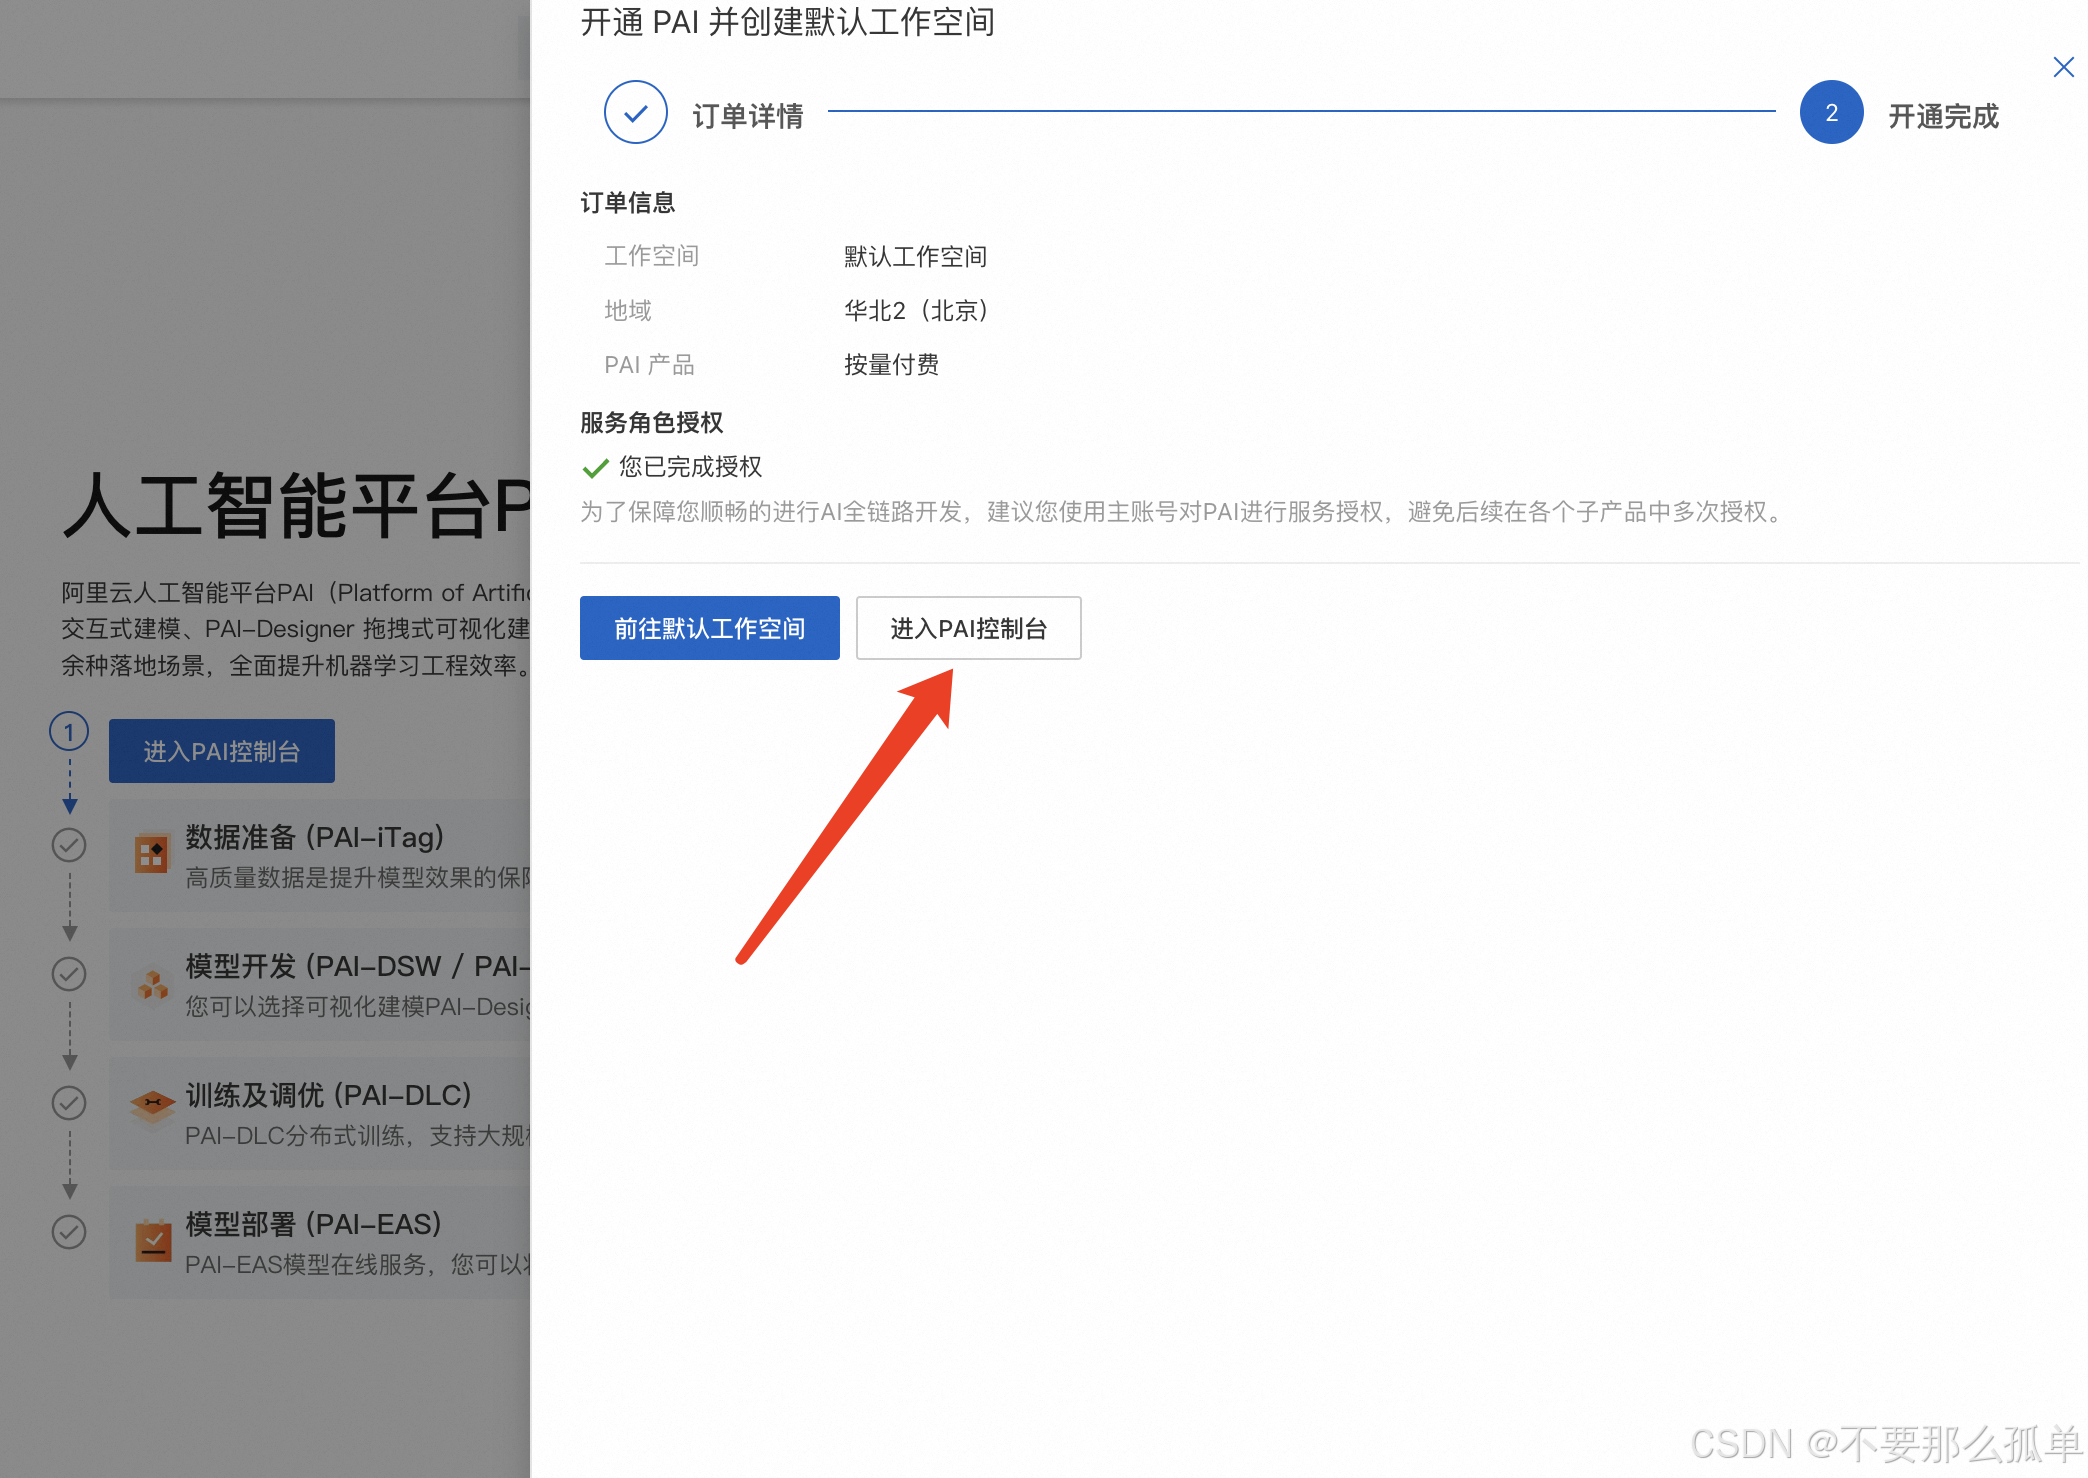 开通 PAI 并创建默认工作空间
订单详情
2 开通完成
订单信息
工作空间 默认工作空间
地域 华北2（北京）
PAI 产品 按量付费
服务角色授权
您已完成授权
为了保障您顺畅的进行AI全链路开发，建议您使用主账号对PAI进行服务授权，避免后续在各个子产品中多次授权。
前往默认工作空间 进入PAI控制台
人工智能平台P
阿里云人工智能平台PAI（Platform of Artific
交互式建模、PAI-Designer 拖拽式可视化建
余种落地场景，全面提升机器学习工程效率。
1 进入PAI控制台
数据准备 (PAI-iTag)
高质量数据是提升模型效果的保障
模型开发 (PAI-DSW / PAI-
您可以选择可视化建模PAI-Desig
训练及调优 (PAI-DLC)
PAI-DLC分布式训练，支持大规
模型部署 (PAI-EAS)
PAI-EAS模型在线服务，您可以
CSDN @不要那么孤单